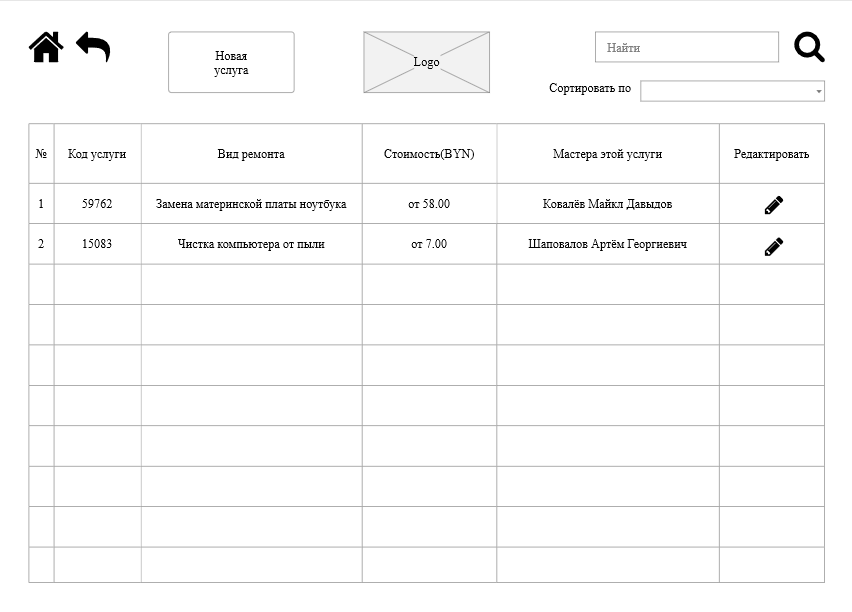 Новая
услуга
Logo
Найти
Сортировать по
№ Код услуги Вид ремонта Стоимость(BYN) Мастера этой услуги Редактировать
1 59762 Замена материнской платы ноутбука от 58.00 Ковалёв Майкл Давыдов
2 15083 Чистка компьютера от пыли от 7.00 Шаповалов Артём Георгиевич